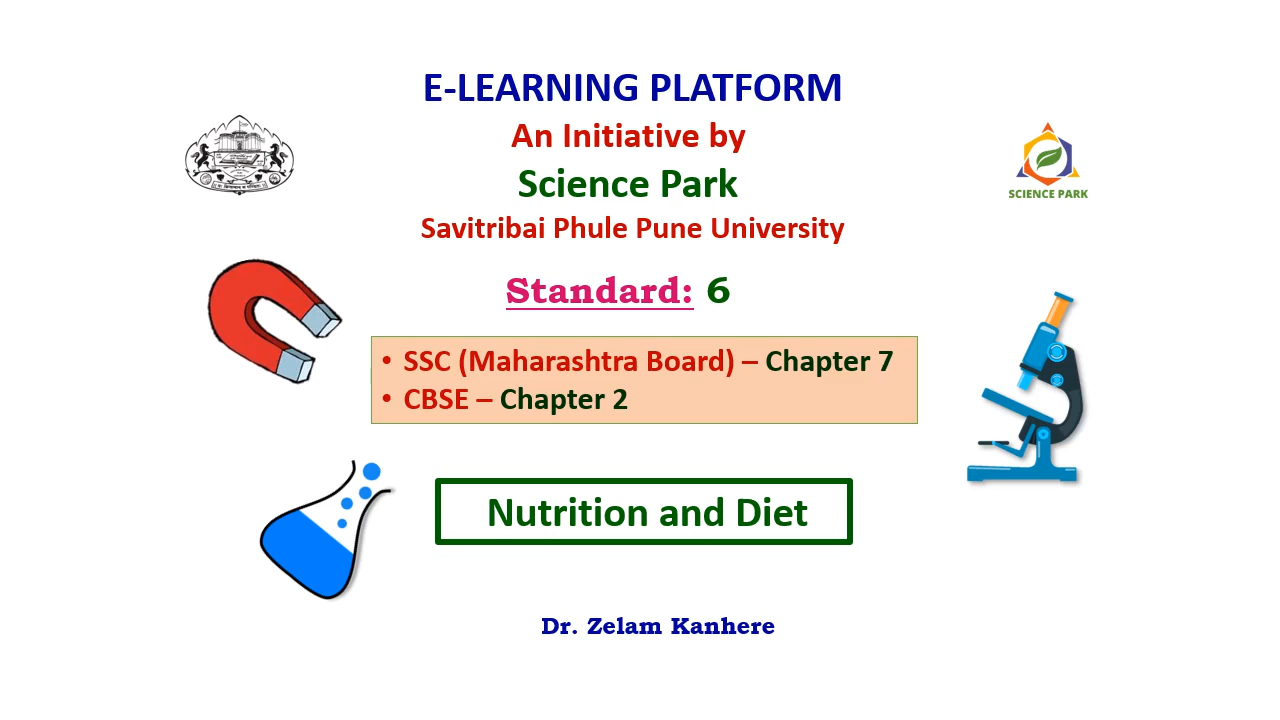 E-LEARNING PLATFORM
An Initiative by
Science Park
Savitribai Phule Pune University
SCIENCE PARK
Standard: 6
• SSC (Maharashtra Board) – Chapter 7
• CBSE – Chapter 2
Nutrition and Diet
Dr. Zelam Kanhere